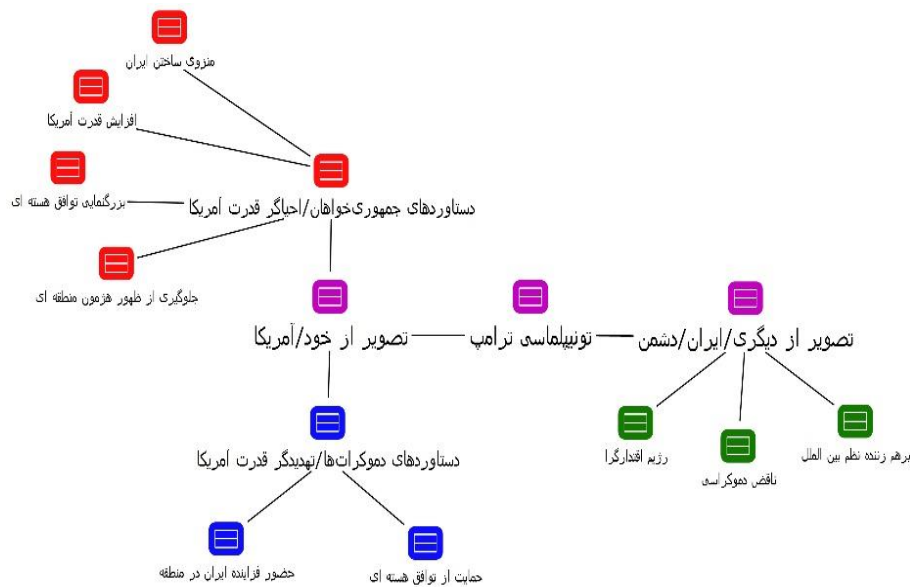 منزوی ساختن ایران
افزایش قدرت آمریکا
بزرگنمایی توافق هسته ای
دستاوردهای جمهوری‌خواهان/احیاگر قدرت آمریکا
جلوگیری از ظهور هژمون منطقه ای
تصویر از دیگری/ایران/دشمن
توئیپلماسی ترامپ
تصویر از خود/آمریکا
برهم زننده نظم بین الملل
ناقض دموکراسی
رژیم اقتدارگرا
دستاوردهای دموکرات‌ها/تهدیدگر قدرت آمریکا
حمایت از توافق هسته ای
حضور فزاینده ایران در منطقه